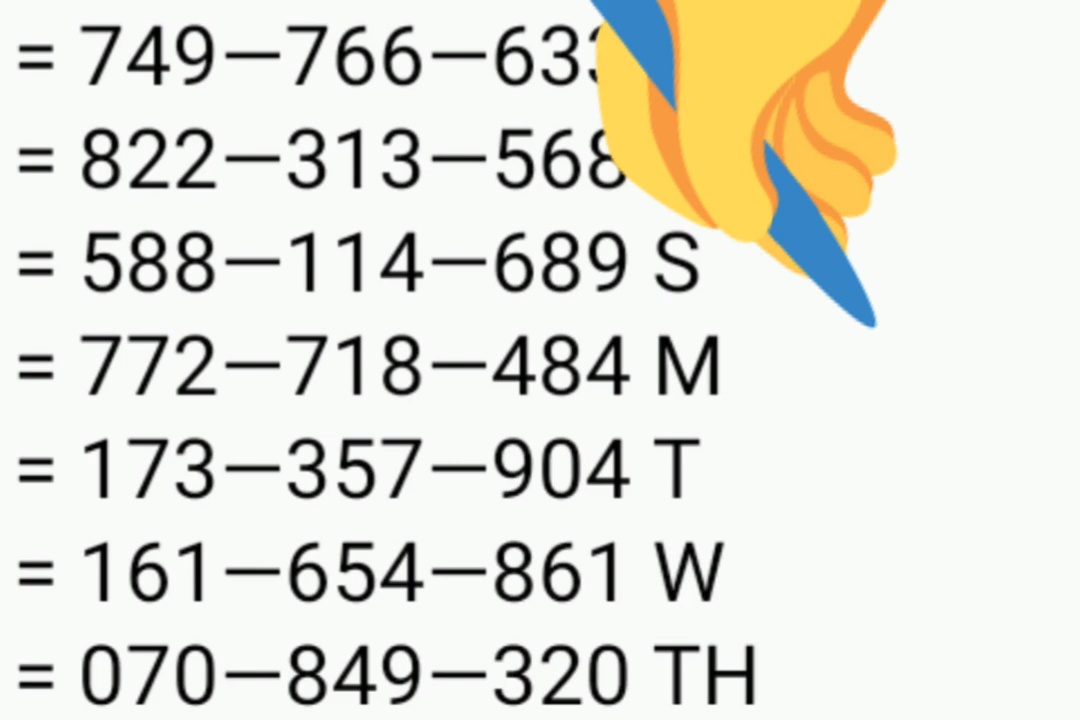 = 749—766—633
= 822—313—568
= 588—114—689 S
= 772—718—484 M
= 173—357—904 T
= 161—654—861 W
= 070—849—320 TH